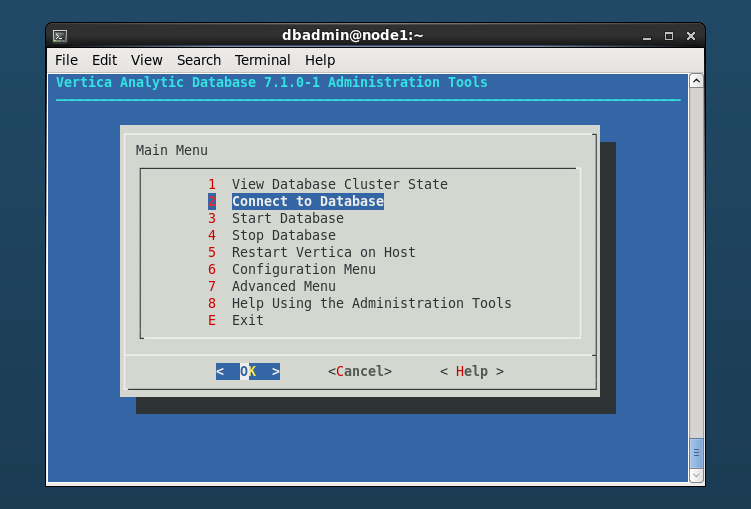 dbadmin@node1:~
File Edit View Search Terminal Help
Vertica Analytic Database 7.1.0-1 Administration Tools
Main Menu
1 View Database Cluster State
2 Connect to Database
3 Start Database
4 Stop Database
5 Restart Vertica on Host
6 Configuration Menu
7 Advanced Menu
8 Help Using the Administration Tools
E Exit
< OK > <Cancel> < Help >